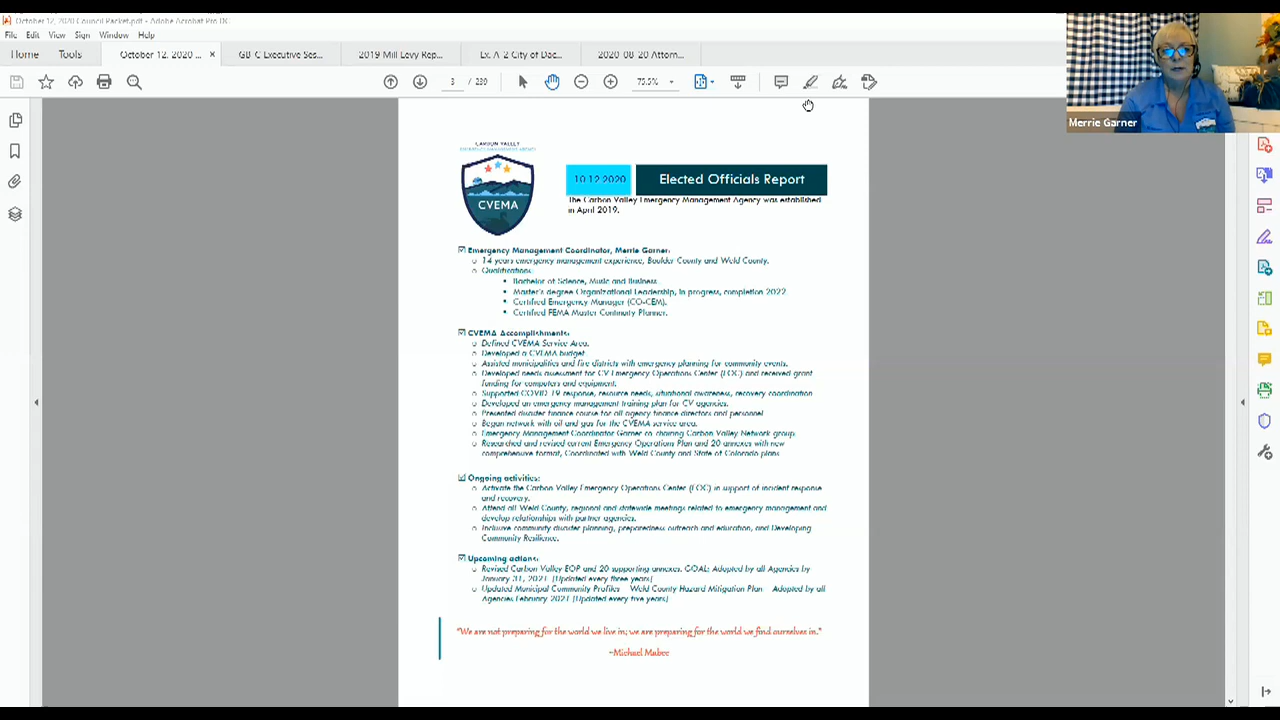 October 12, 2020 Council Packet.pdf - Adobe Acrobat Pro DC
File Edit View Sign Window Help
Home Tools October 12, 2020 ... × GB-C Executive Ses... 2019 Mill Levy Rep... Ex. A-2 City of Dac... 2020-08-20 Attorn...
3 / 239 75.5%
Merrie Garner
CARBON VALLEY
EMERGENCY MANAGEMENT AGENCY
CVEMA
10-12-2020 Elected Officials Report
The Carbon Valley Emergency Management Agency was established
in April 2019.
Emergency Management Coordinator, Merrie Garner:
14 years emergency management experience, Boulder County and Weld County.
Qualifications:
Bachelor of Science, Music and Business.
Master's degree Organizational Leadership, in progress, completion 2022
Certified Emergency Manager (CO-CEM).
Certified FEMA Master Continuity Planner.
CVEMA Accomplishments:
Defined CVEMA Service Area.
Developed a CVEMA budget.
Assisted municipalities and fire districts with emergency planning for community events.
Developed needs assessment for CV Emergency Operations Center (EOC) and received grant
funding for computers and equipment.
Supported COVID-19 response, resource needs, situational awareness, recovery coordination
Developed an emergency management training plan for CV agencies.
Presented disaster finance course for all agency finance directors and personnel
Began network with oil and gas for the CVEMA service area.
Emergency Management Coordinator Garner co-chairing Carbon Valley Network group
Researched and revised current Emergency Operations Plan and 20 annexes with new
comprehensive format, Coordinated with Weld County and State of Colorado plans
Ongoing activities:
Activate the Carbon Valley Emergency Operations Center (EOC) in support of incident response
and recovery.
Attend all Weld County, regional and statewide meetings related to emergency management and
develop relationships with partner agencies.
Inclusive community disaster planning, preparedness outreach and education, and Developing
Community Resilience.
Upcoming actions:
Revised Carbon Valley EOP and 20 supporting annexes. GOAL: Adopted by all Agencies by
January 31, 2021 (Updated every three years)
Updated Municipal Community Profiles – Weld County Hazard Mitigation Plan – Adopted by all
Agencies February 2021 (Updated every five years)
"We are not preparing for the world we live in; we are preparing for the world we find ourselves in."
~Michael Mabee